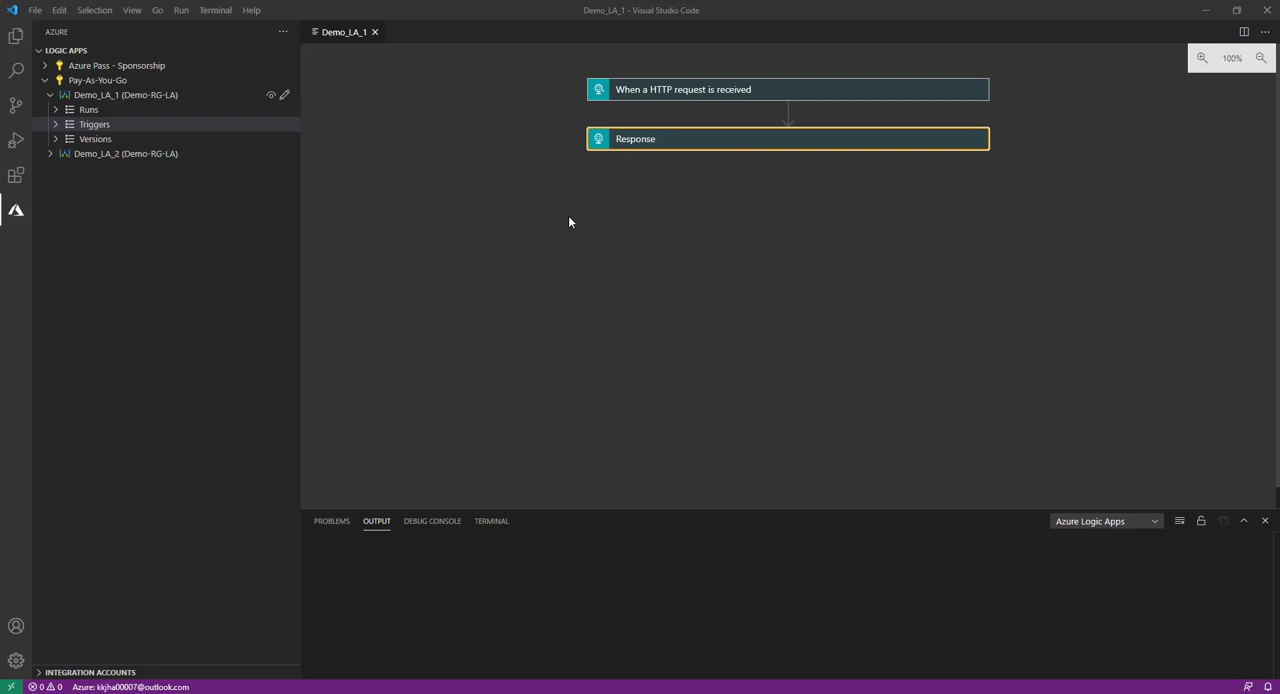 File Edit Selection View Go Run Terminal Help
Demo_LA_1 - Visual Studio Code
AZURE
LOGIC APPS
Azure Pass - Sponsorship
Pay-As-You-Go
Demo_LA_1 (Demo-RG-LA)
Runs
Triggers
Versions
Demo_LA_2 (Demo-RG-LA)
Demo_LA_1
100%
When a HTTP request is received
Response
PROBLEMS OUTPUT DEBUG CONSOLE TERMINAL
Azure Logic Apps
INTEGRATION ACCOUNTS
0 0 Azure: kkjha00007@outlook.com